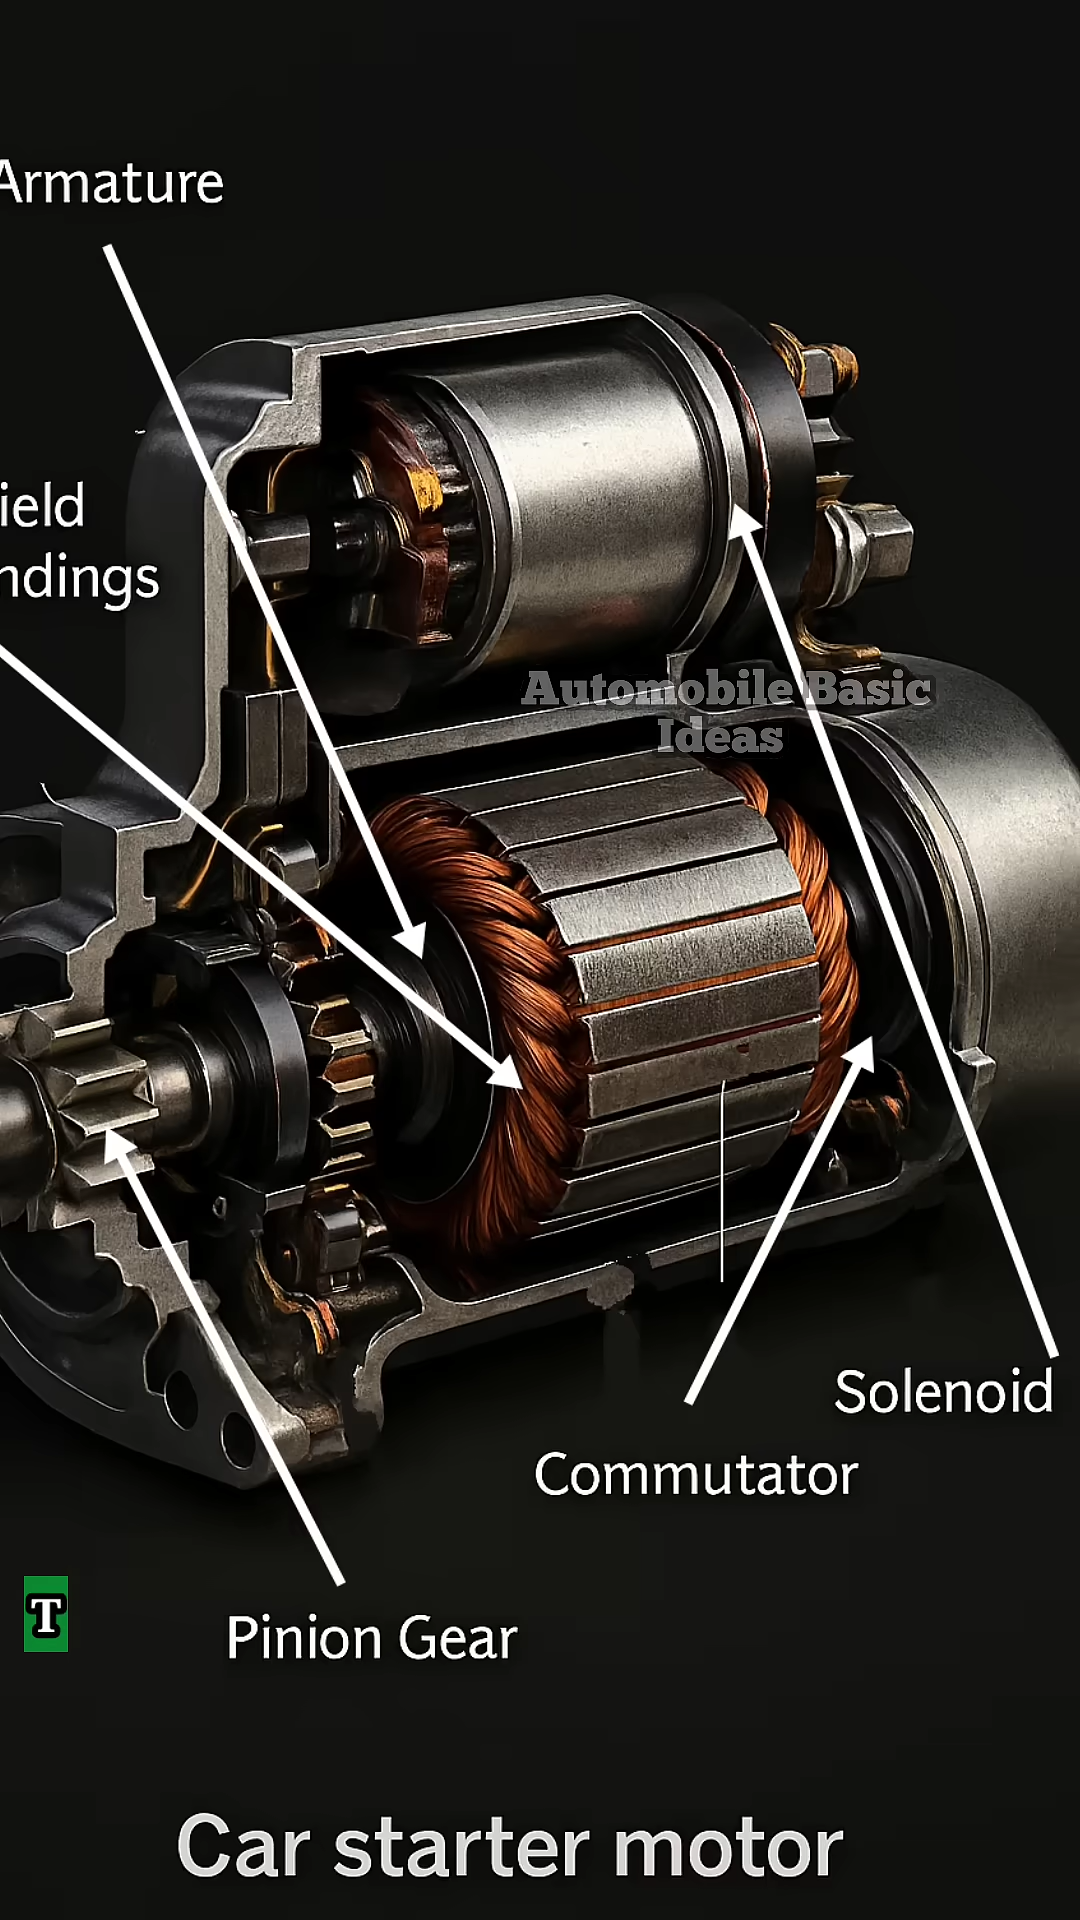 Armature
ield
ndings
Automobile Basic
Ideas
Solenoid
Commutator
T
Pinion Gear
Car starter motor